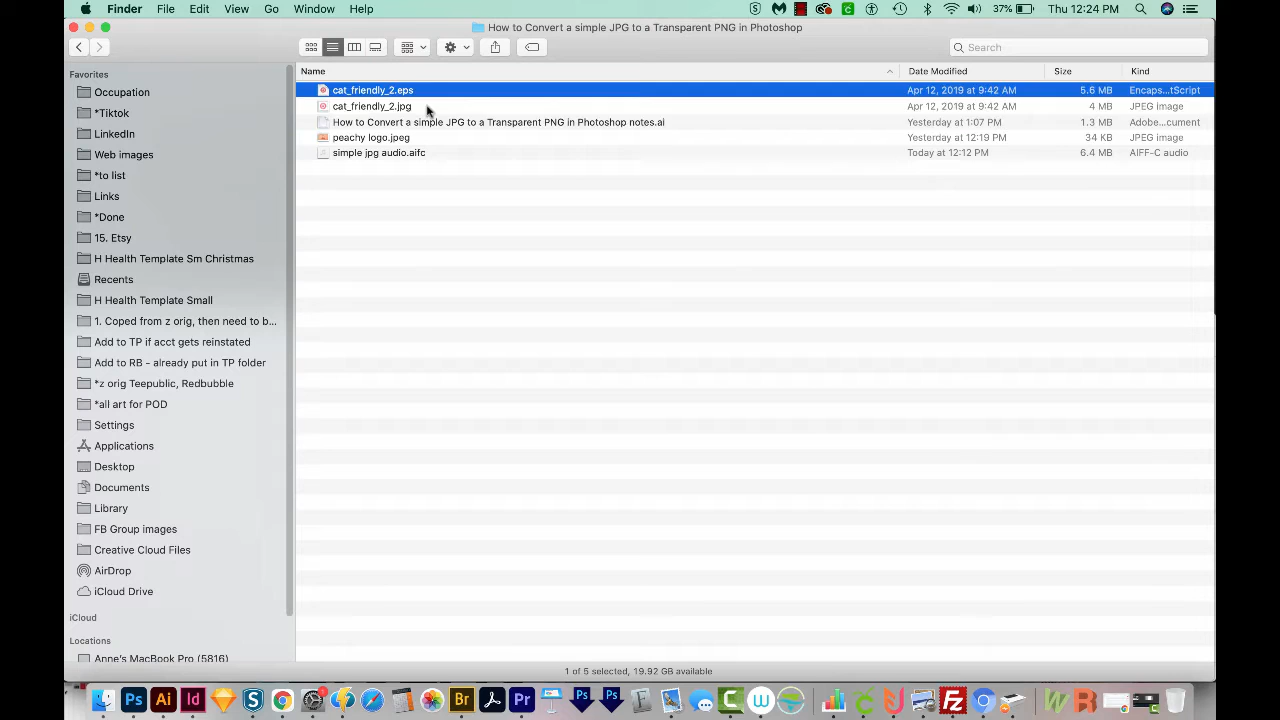 Finder File Edit View Go Window Help 37% Thu 12:24 PM
How to Convert a simple JPG to a Transparent PNG in Photoshop
Search
Favorites
Occupation
*Tiktok
LinkedIn
Web images
*to list
Links
*Done
15. Etsy
H Health Template Sm Christmas
Recents
H Health Template Small
1. Coped from z orig, then need to b...
Add to TP if acct gets reinstated
Add to RB - already put in TP folder
*z orig Teepublic, Redbubble
*all art for POD
Settings
Applications
Desktop
Documents
Library
FB Group images
Creative Cloud Files
AirDrop
iCloud Drive
iCloud
Locations
Anne's MacBook Pro (5816)
Name Date Modified Size Kind
cat_friendly_2.eps Apr 12, 2019 at 9:42 AM 5.6 MB Encaps...tScript
cat_friendly_2.jpg Apr 12, 2019 at 9:42 AM 4 MB JPEG image
How to Convert a simple JPG to a Transparent PNG in Photoshop notes.ai Yesterday at 1:07 PM 1.3 MB Adobe...cument
peachy logo.jpeg Yesterday at 12:19 PM 34 KB JPEG image
simple jpg audio.aifc Today at 12:12 PM 6.4 MB AIFF-C audio
1 of 5 selected, 19.92 GB available
Ps Ai Id S Br Pr Ps Ps C W U Fz W R